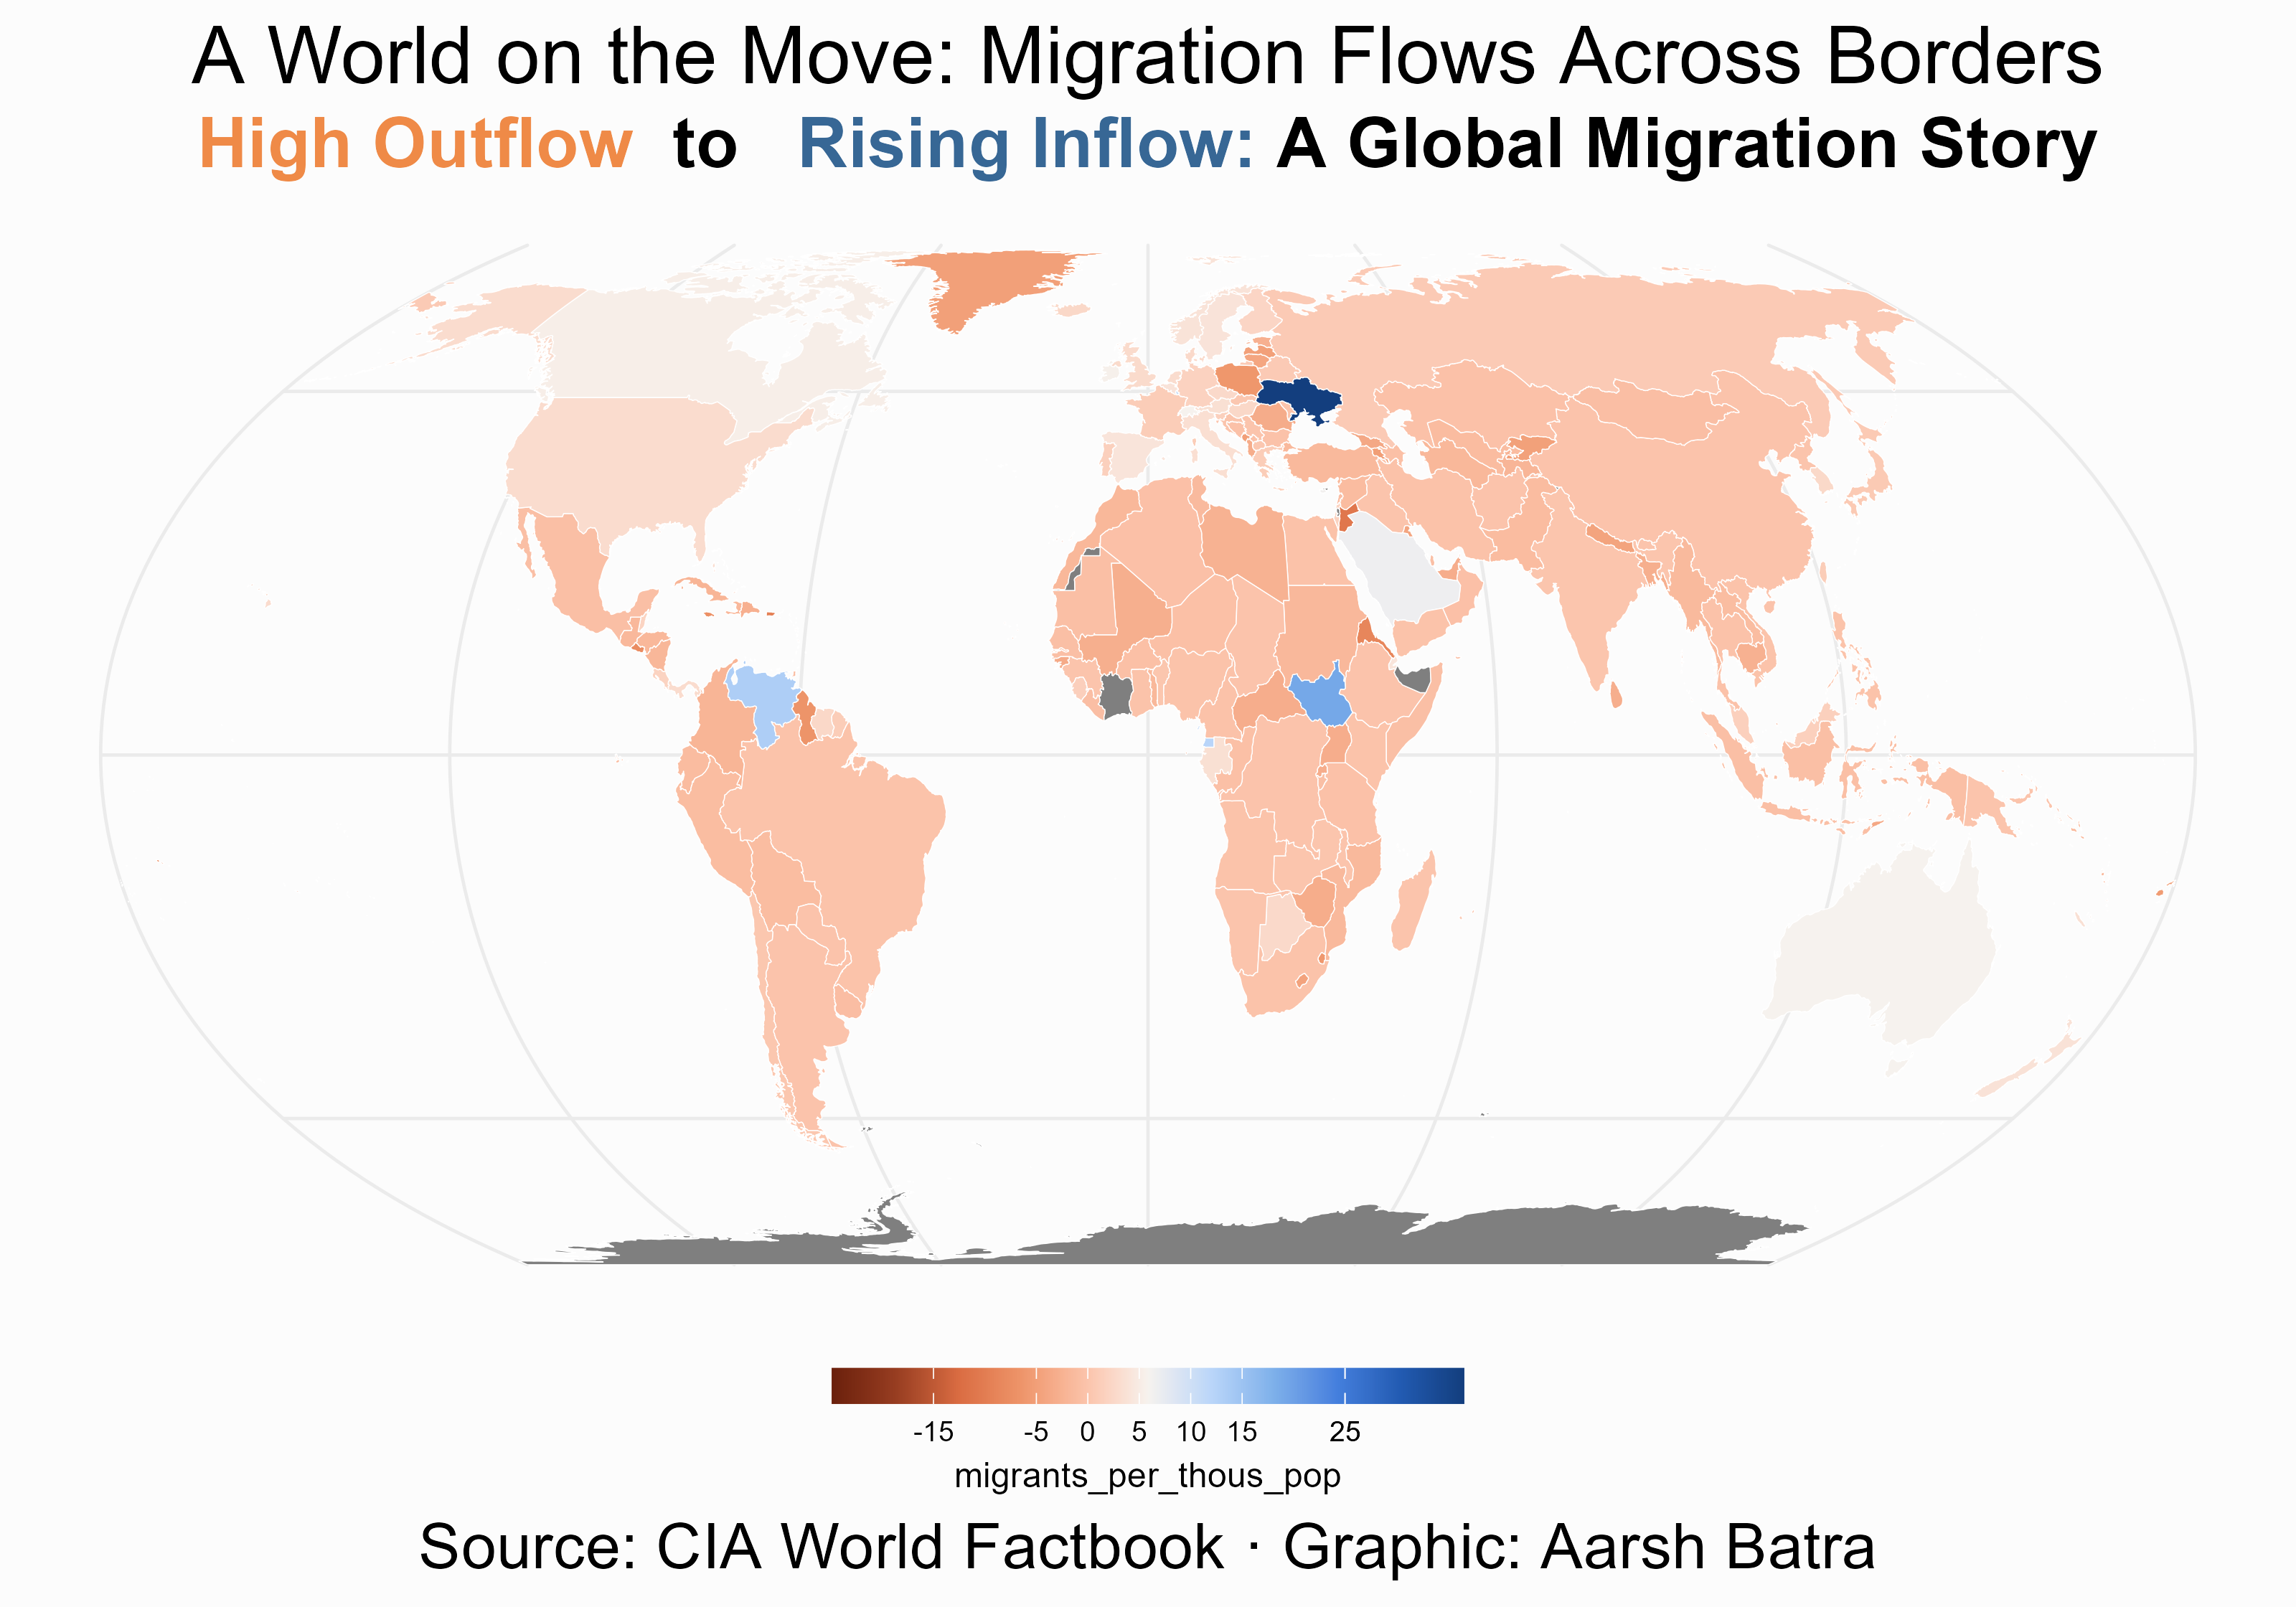 A World on the Move: Migration Flows Across Borders
High Outflow to Rising Inflow: A Global Migration Story
-15 -5 0 5 10 15 25
migrants_per_thous_pop
Source: CIA World Factbook · Graphic: Aarsh Batra